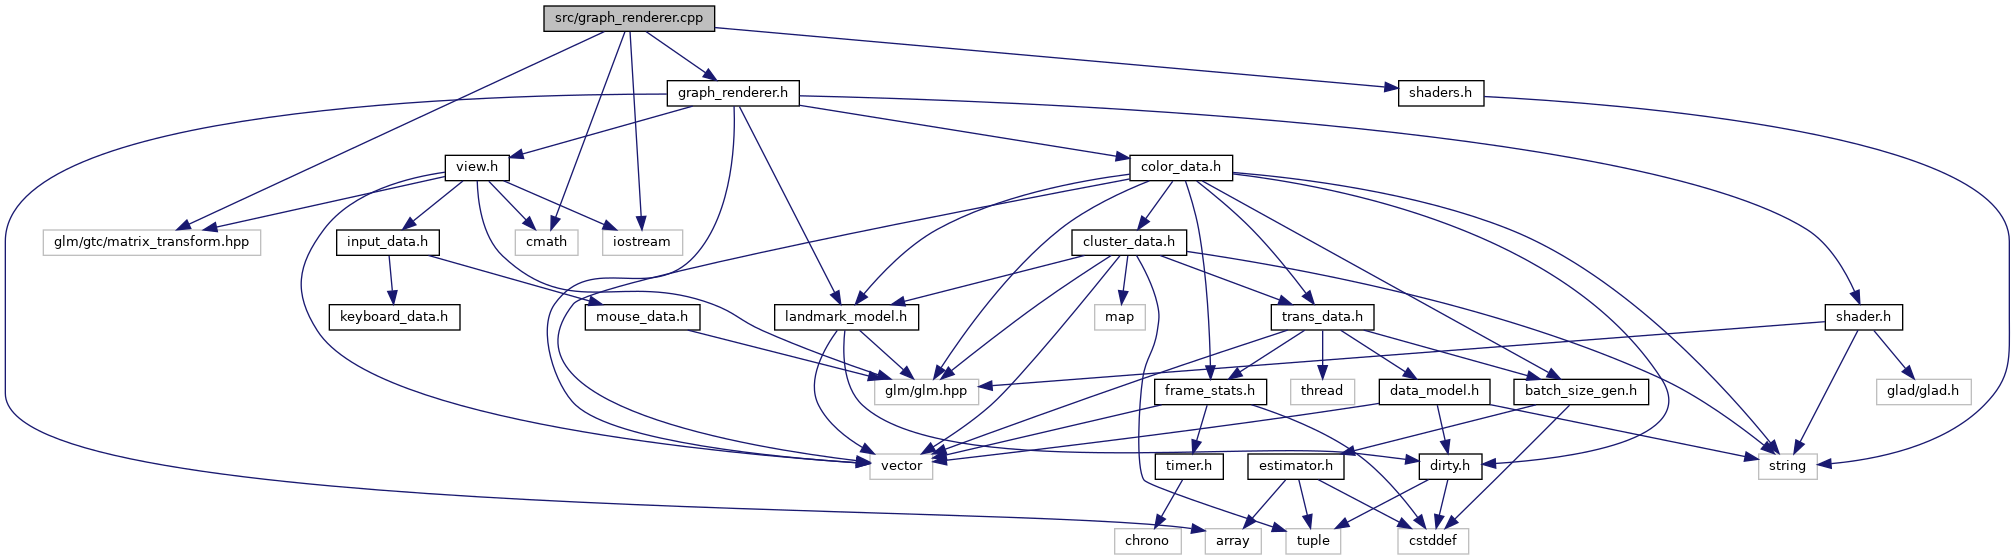 src/graph_renderer.cpp
graph_renderer.h
shaders.h
view.h
color_data.h
glm/gtc/matrix_transform.hpp
input_data.h
cmath
iostream
cluster_data.h
keyboard_data.h
mouse_data.h
landmark_model.h
map
trans_data.h
shader.h
glm/glm.hpp
frame_stats.h
thread
data_model.h
batch_size_gen.h
glad/glad.h
vector
timer.h
estimator.h
dirty.h
string
chrono
array
tuple
cstddef